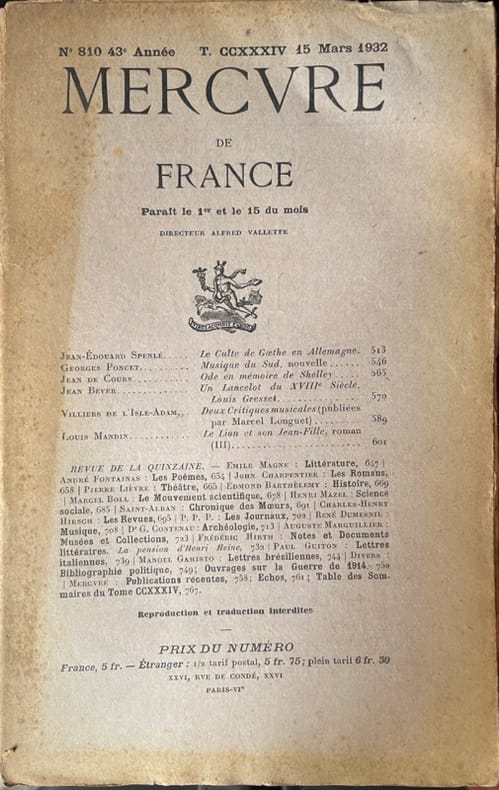 N° 810 43e Année T. CCXXXIV 15 Mars 1932
MERCVRE
DE
FRANCE
Paraît le 1er et le 15 du mois
DIRECTEUR ALFRED VALLETTE
JEAN-ÉDOUARD SPENLÉ..... Le Culte de Gœthe en Allemagne. 513
GEORGES PONCET.......... Musique du Sud, nouvelle ...... 546
JEAN DE COURS........... Ode en mémoire de Shelley..... 565
JEAN BEVER.............. Un Lancelot du XVIIIe Siècle,
Louis Gresset................ 570
VILLIERS DE L'ISLE-ADAM... Deux Critiques musicales (publiées
par Marcel Longuet).......... 589
LOUIS MANDIN............ Le Lion et son Jean-Fille, roman
(III)........................ 601
REVUE DE LA QUINZAINE. — EMILE MAGNE : Littérature, 647 |
ANDRÉ FONTAINAS : Les Poèmes, 654 | JOHN CHARPENTIER : Les Romans,
658 | PIERRE LIÈVRE : Théâtre, 665 | EDMOND BARTHÈLEMY : Histoire, 669
| MARCEL BOLL : Le Mouvement scientifique, 678 | HENRI MAZEL : Science
sociale, 685 | SAINT-ALBAN : Chronique des Mœurs, 691 | CHARLES-HENRY
HIRSCH : Les Revues, 695 | P. P. P. : Les Journaux, 702 | RENÉ DUMESNIL :
Musique, 708 | Dr G. CONTENAU : Archéologie, 713 | AUGUSTE MARGUILLIER :
Musées et Collections, 723 | FRÉDÉRIC HIRTH : Notes et Documents
littéraires. La pension d'Henri Heine, 732 | PAUL GUITON : Lettres
italiennes, 739 | MANOEL GAHISTO : Lettres brésiliennes, 744 | DIVERS :
Bibliographie politique, 749; Ouvrages sur la Guerre de 1914, 750
| MERCVRE : Publications récentes, 758; Echos, 761; Table des Som-
maires du Tome CCXXXIV, 767.
Reproduction et traduction interdites
PRIX DU NUMÉRO
France, 5 fr. — Étranger : 1/2 tarif postal, 5 fr. 75; plein tarif 6 fr. 50
XXVI, RVE DE CONDÉ, XXVI
PARIS-VIe